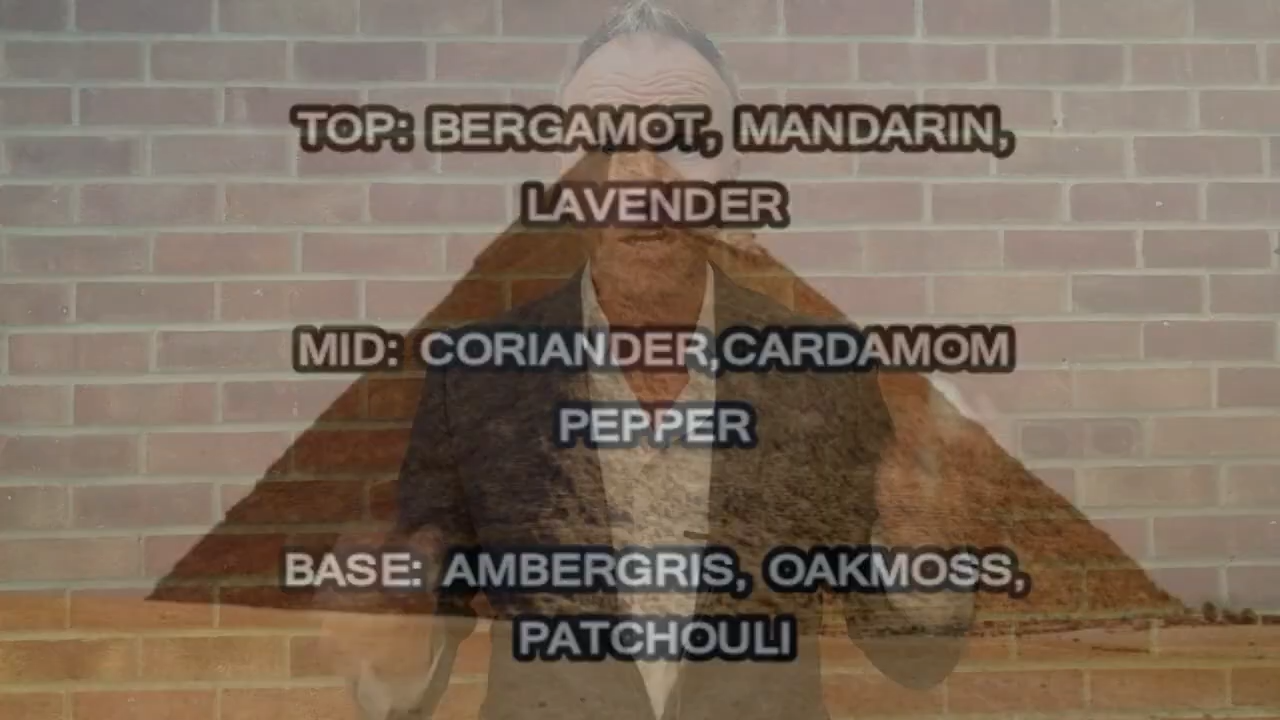 TOP: BERGAMOT, MANDARIN,
LAVENDER
MID: CORIANDER,CARDAMOM
PEPPER
BASE: AMBERGRIS, OAKMOSS,
PATCHOULI